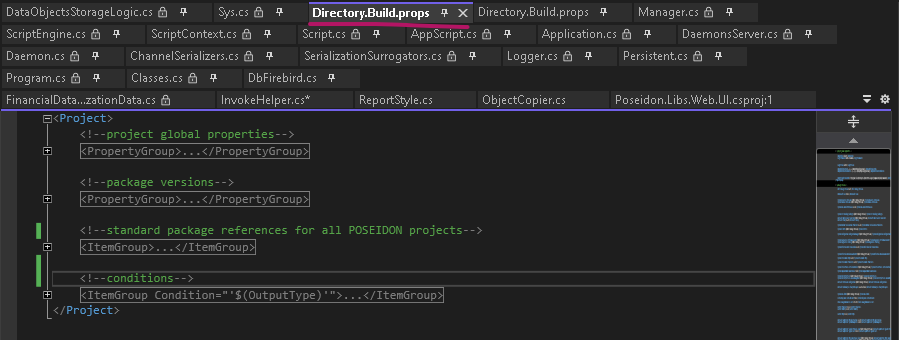 DataObjectsStorageLogic.cs Sys.cs Directory.Build.props Directory.Build.props Manager.cs
ScriptEngine.cs ScriptContext.cs Script.cs AppScript.cs Application.cs DaemonsServer.cs
Daemon.cs ChannelSerializers.cs SerializationSurrogators.cs Logger.cs Persistent.cs
Program.cs Classes.cs DbFirebird.cs
FinancialData...zationData.cs InvokeHelper.cs* ReportStyle.cs ObjectCopier.cs Poseidon.Libs.Web.UI.csproj:1
<Project>
<!--project global properties-->
<PropertyGroup>...</PropertyGroup>
<!--package versions-->
<PropertyGroup>...</PropertyGroup>
<!--standard package references for all POSEIDON projects-->
<ItemGroup>...</ItemGroup>
<!--conditions-->
<ItemGroup Condition="'$(OutputType)'">...</ItemGroup>
</Project>